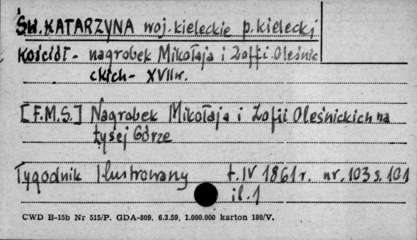 ŚW. KATARZYNA woj. kieleckie p. kielecki
Kościół - nagrobek Mikołaja i Zofii Oleśnic
ckich - XVII w.
[F.M.S.] Nagrobek Mikołaja i Zofii Oleśnickich na
Łysej Górze
Tygodnik Ilustrowany t. IV 1861 r. nr. 103 s. 101
il. 1
CWD B-15b Nr 515/P. GDA-809. 6.3.59. 1.000.000 karton 180/V.